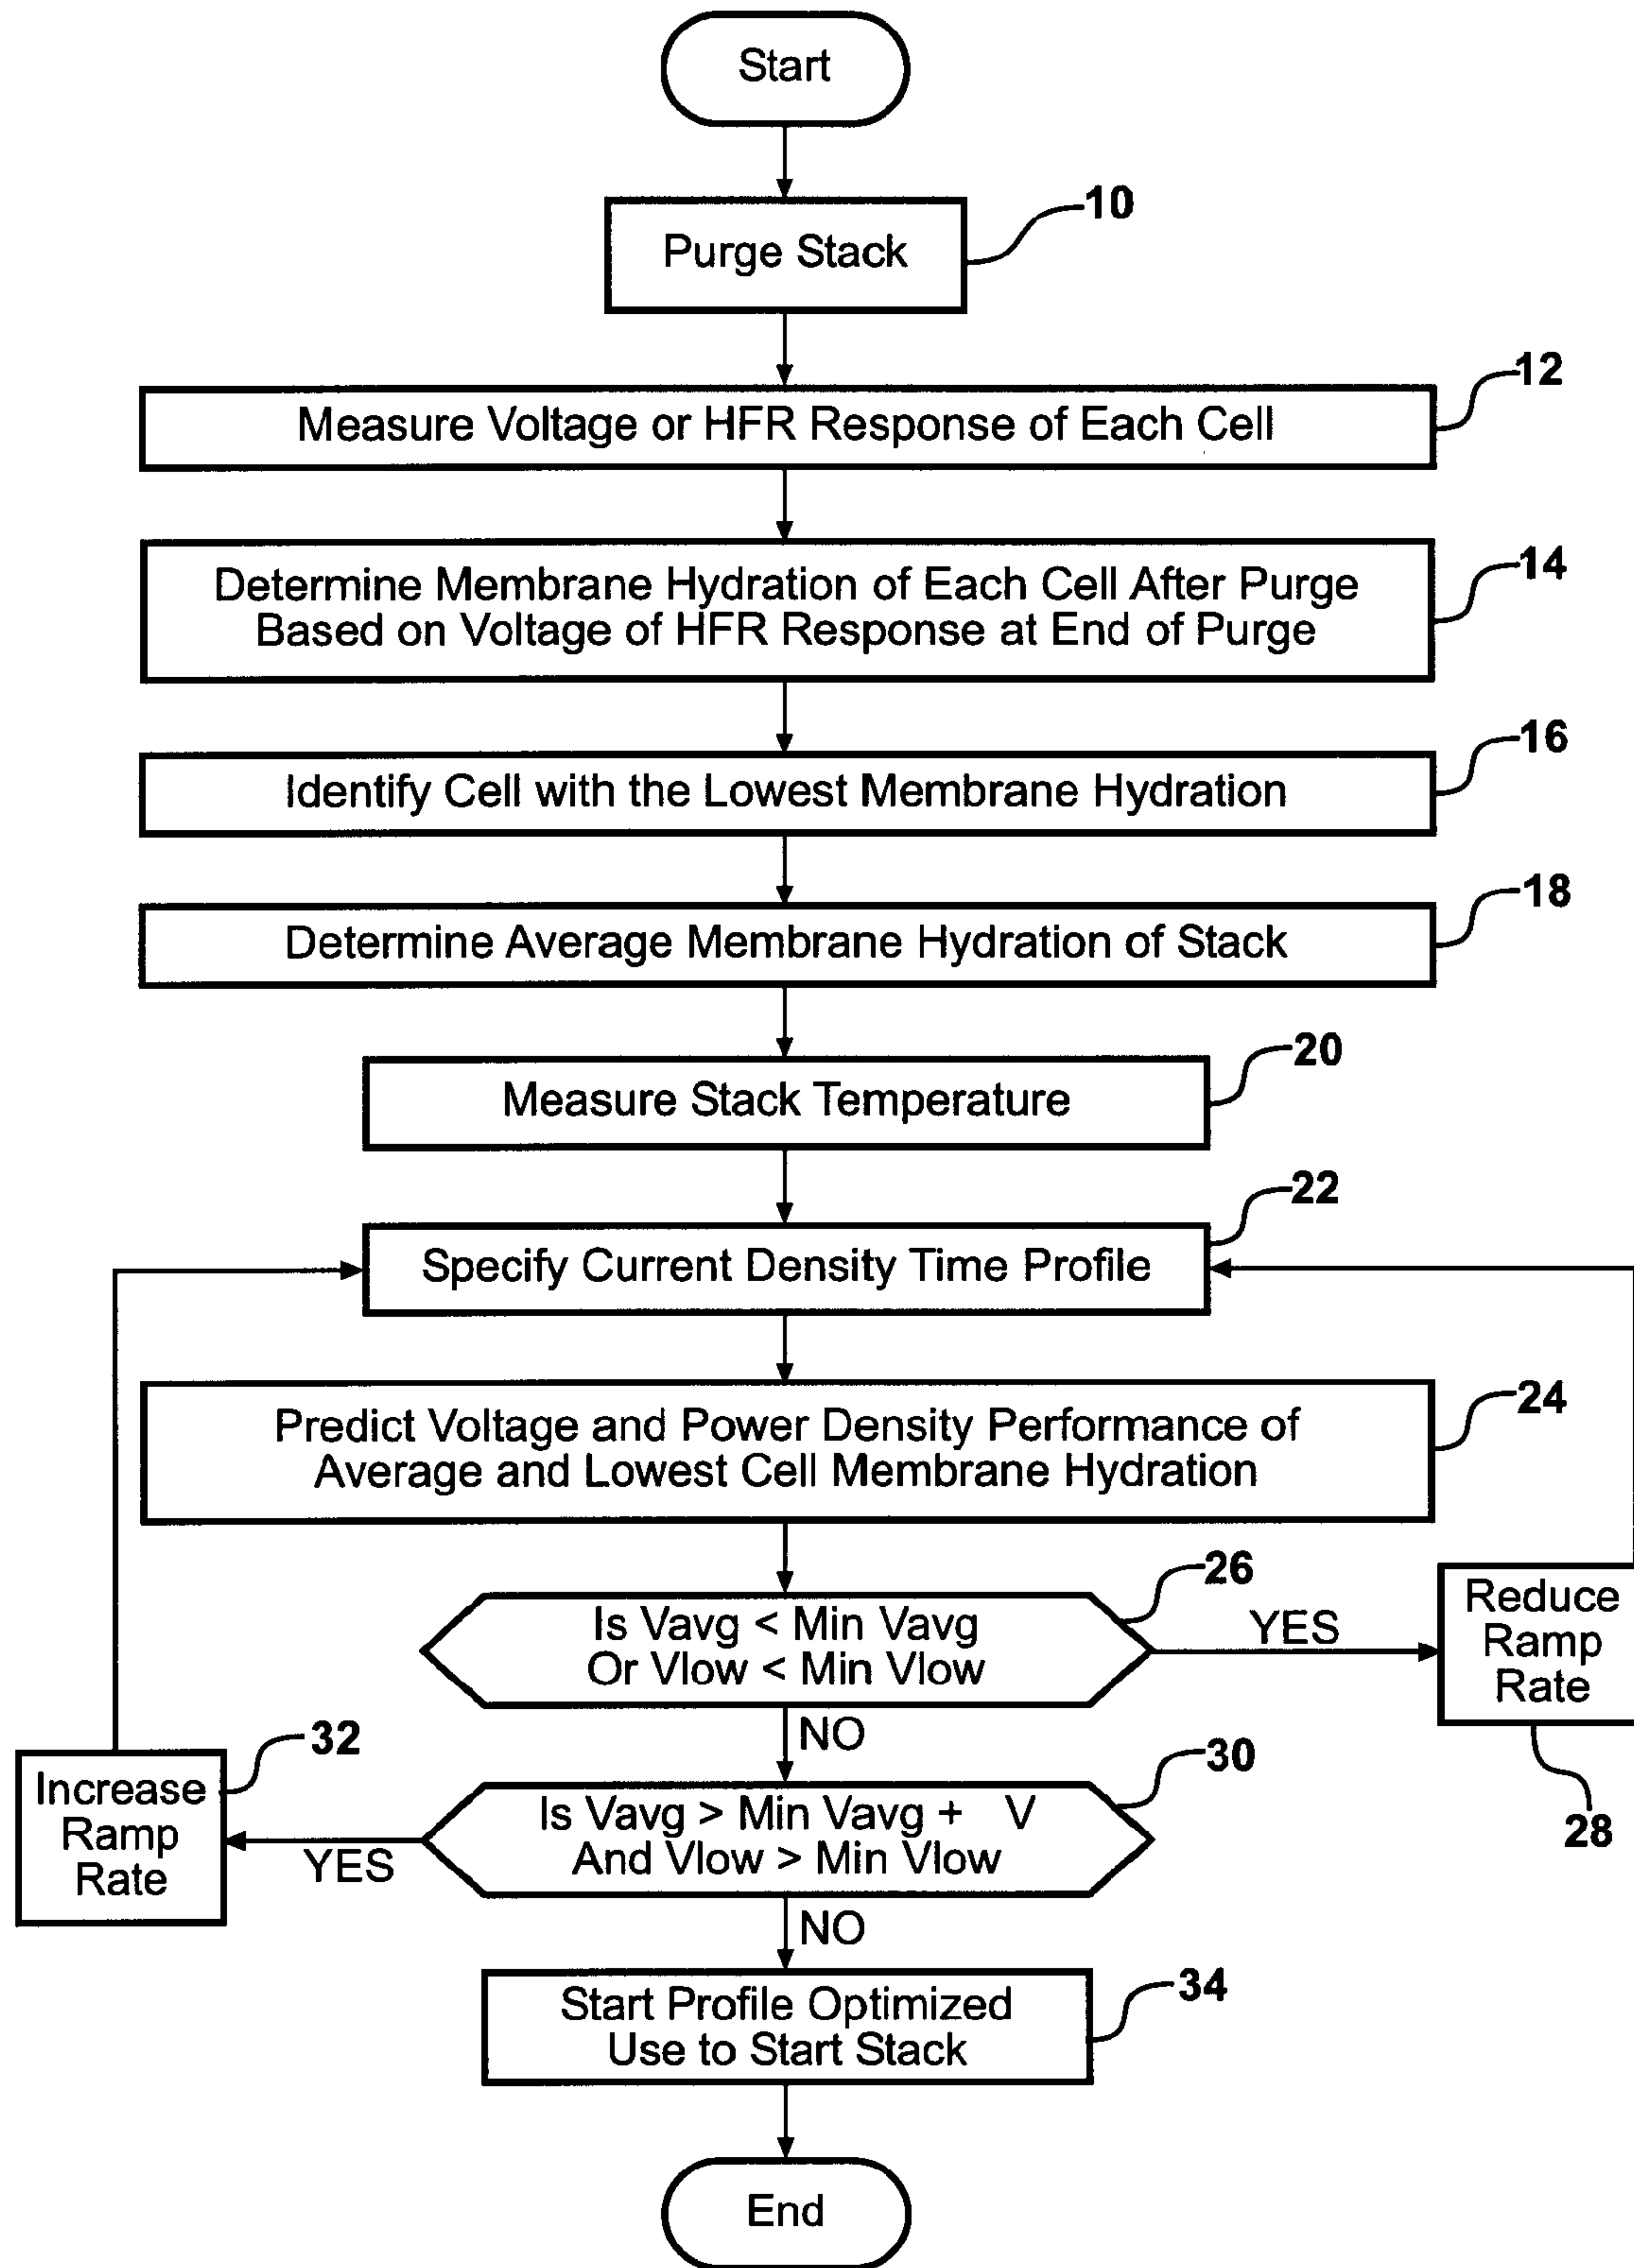 Start
10
Purge Stack
12
Measure Voltage or HFR Response of Each Cell
14
Determine Membrane Hydration of Each Cell After Purge
Based on Voltage of HFR Response at End of Purge
16
Identify Cell with the Lowest Membrane Hydration
18
Determine Average Membrane Hydration of Stack
20
Measure Stack Temperature
22
Specify Current Density Time Profile
24
Predict Voltage and Power Density Performance of
Average and Lowest Cell Membrane Hydration
26
Is Vavg < Min Vavg
Or Vlow < Min Vlow
YES
Reduce
Ramp
Rate
28
NO
32
Increase
Ramp
Rate
30
Is Vavg > Min Vavg + V
And Vlow > Min Vlow
YES
NO
34
Start Profile Optimized
Use to Start Stack
End